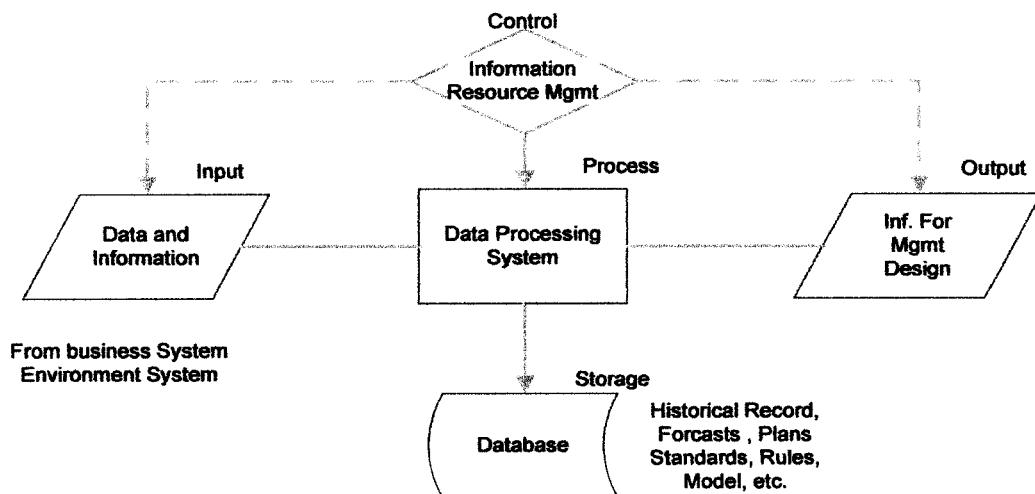 Control
Information
Resource Mgmt
Input
Process
Output
Data and
Information
Data Processing
System
Inf. For
Mgmt
Design
From business System
Environment System
Storage
Database
Historical Record,
Forcasts , Plans
Standards, Rules,
Model, etc.